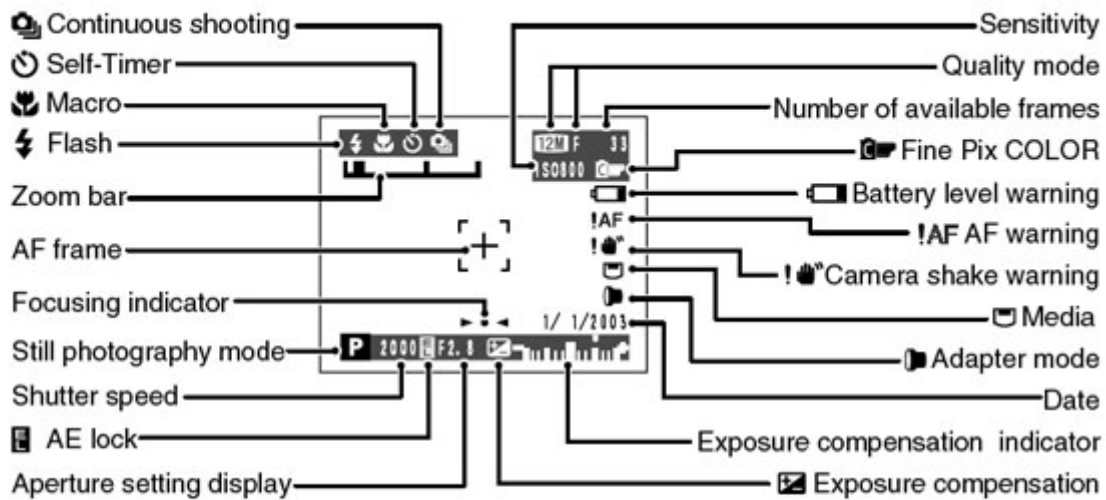 Continuous shooting
Self-Timer
Macro
Flash
Zoom bar
AF frame
Focusing indicator
Still photography mode
Shutter speed
AE lock
Aperture setting display
12M F 33
ISO800
!AF
!
1/ 1/2003
P 2000 F2.8
Sensitivity
Quality mode
Number of available frames
Fine Pix COLOR
Battery level warning
!AF AF warning
! Camera shake warning
Media
Adapter mode
Date
Exposure compensation indicator
Exposure compensation